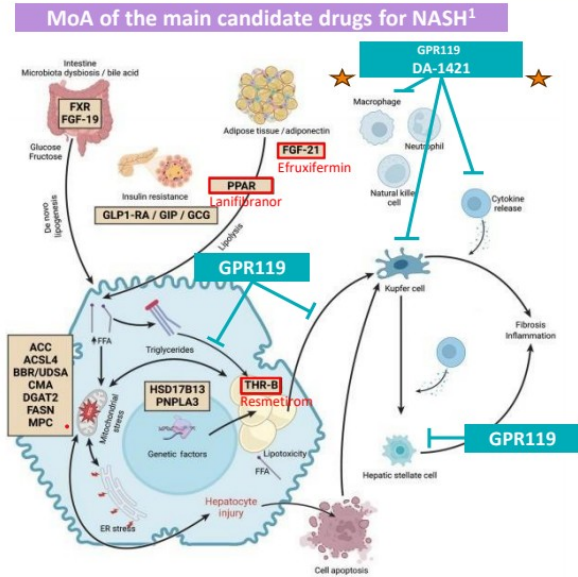 MoA of the main candidate drugs for NASH1
GPR119
DA-1421
Intestine
Microbiota dysbiosis / bile acid
FXR
FGF-19
Glucose
Fructose
Adipose tissue / adiponectin
FGF-21
Efruxifermin
Insulin resistance
PPAR
Lanifibranor
GLP1-RA / GIP / GCG
De novo
lipogenesis
Lipolysis
Macrophage
Neutrophil
Natural killer
cell
Cytokine
release
GPR119
Kupfer cell
Fibrosis
Inflammation
FFA
Triglycerides
ACC
ACSL4
BBR/UDSA
CMA
DGAT2
FASN
MPC
Mitochondrial
stress
HSD17B13
PNPLA3
THR-B
Resmetirom
Genetic factors
Lipotoxicity
FFA
GPR119
Hepatic stellate cell
ER stress
Hepatocyte
injury
Cell apoptosis